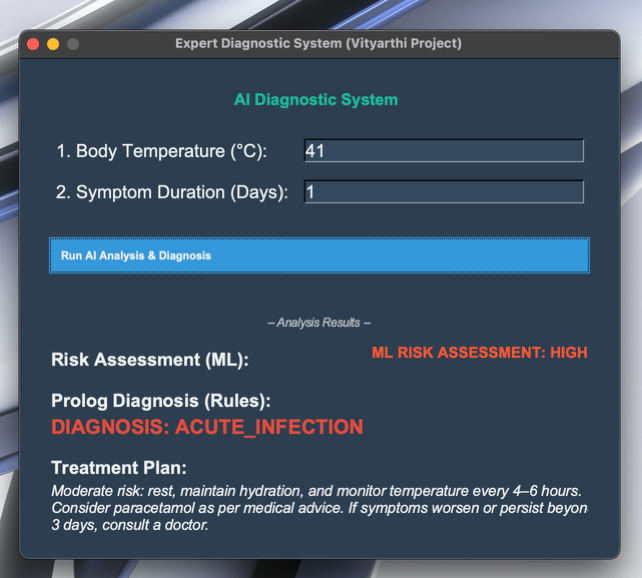 Expert Diagnostic System (Vityarthi Project)
AI Diagnostic System
1. Body Temperature (°C):
41
2. Symptom Duration (Days):
1
Run AI Analysis & Diagnosis
– Analysis Results –
Risk Assessment (ML):
ML RISK ASSESSMENT: HIGH
Prolog Diagnosis (Rules):
DIAGNOSIS: ACUTE_INFECTION
Treatment Plan:
Moderate risk: rest, maintain hydration, and monitor temperature every 4–6 hours.
Consider paracetamol as per medical advice. If symptoms worsen or persist beyon
3 days, consult a doctor.